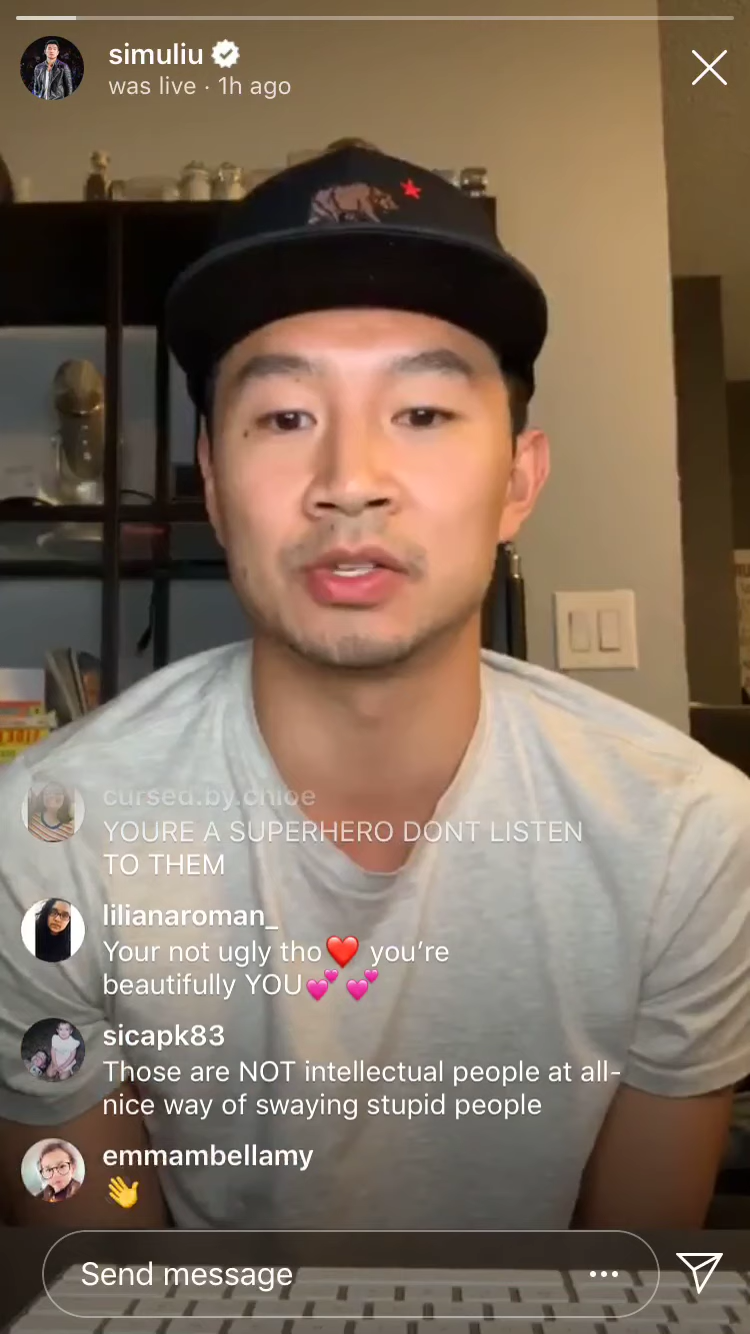 simuliu
was live · 1h ago
cursed.by.chloe
YOURE A SUPERHERO DONT LISTEN
TO THEM
lilianaroman_
Your not ugly tho❤️ you're
beautifully YOU💕 💕
sicapk83
Those are NOT intellectual people at all-
nice way of swaying stupid people
emmambellamy
👋
Send message